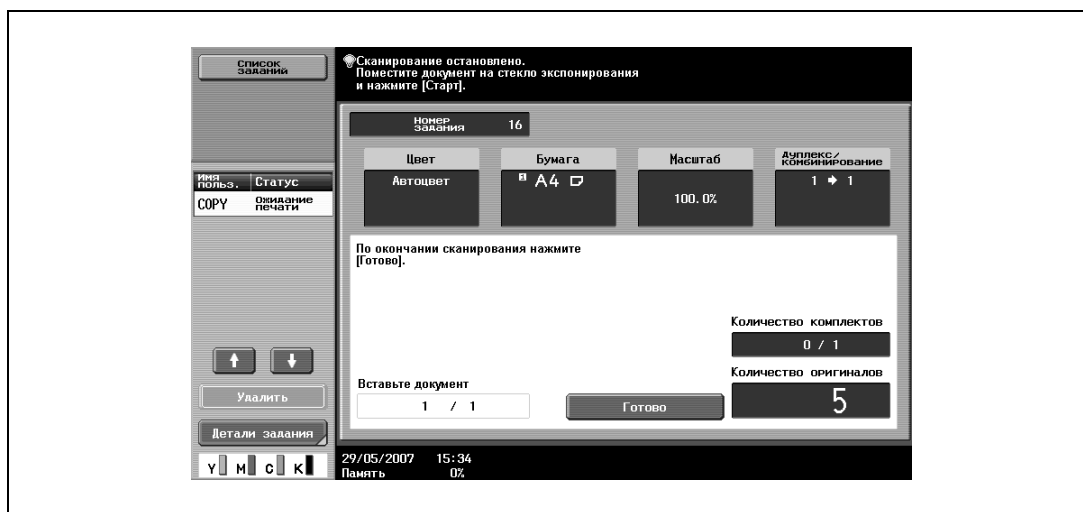 Список
заданий
Сканирование остановлено.
Поместите документ на стекло экспонирования
и нажмите [Старт].
Номер
задания
16
Цвет
Бумага
Масштаб
Дуплекс/
комбинирование
Автоцвет
1 A4
100.0%
1 → 1
Имя
польз.
Статус
COPY
Ожидание
печати
По окончании сканирования нажмите
[Готово].
Количество комплектов
0 / 1
Количество оригиналов
5
Вставьте документ
1 / 1
Готово
Удалить
Детали задания
Y M C K
29/05/2007 15:34
Память 0%